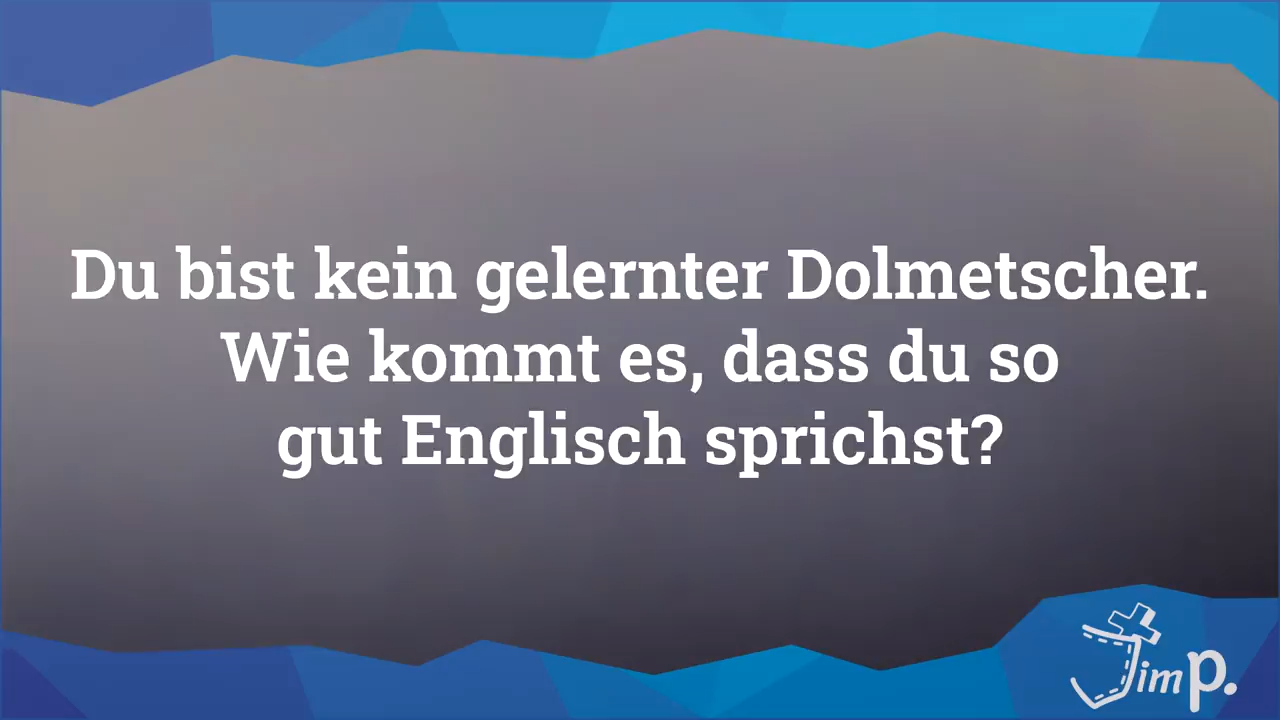 Du bist kein gelernter Dolmetscher.
Wie kommt es, dass du so
gut Englisch sprichst?
Jim P.